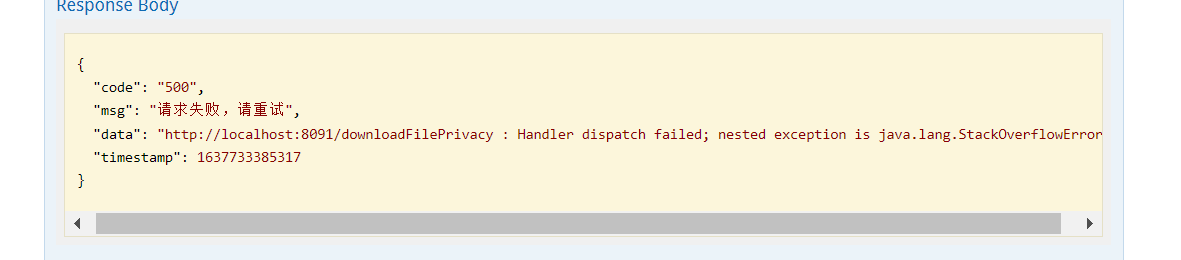 Response Body
{
"code": "500",
"msg": "请求失败，请重试",
"data": "http://localhost:8091/downloadFilePrivacy : Handler dispatch failed; nested exception is java.lang.StackOverflowError
"timestamp": 1637733385317
}